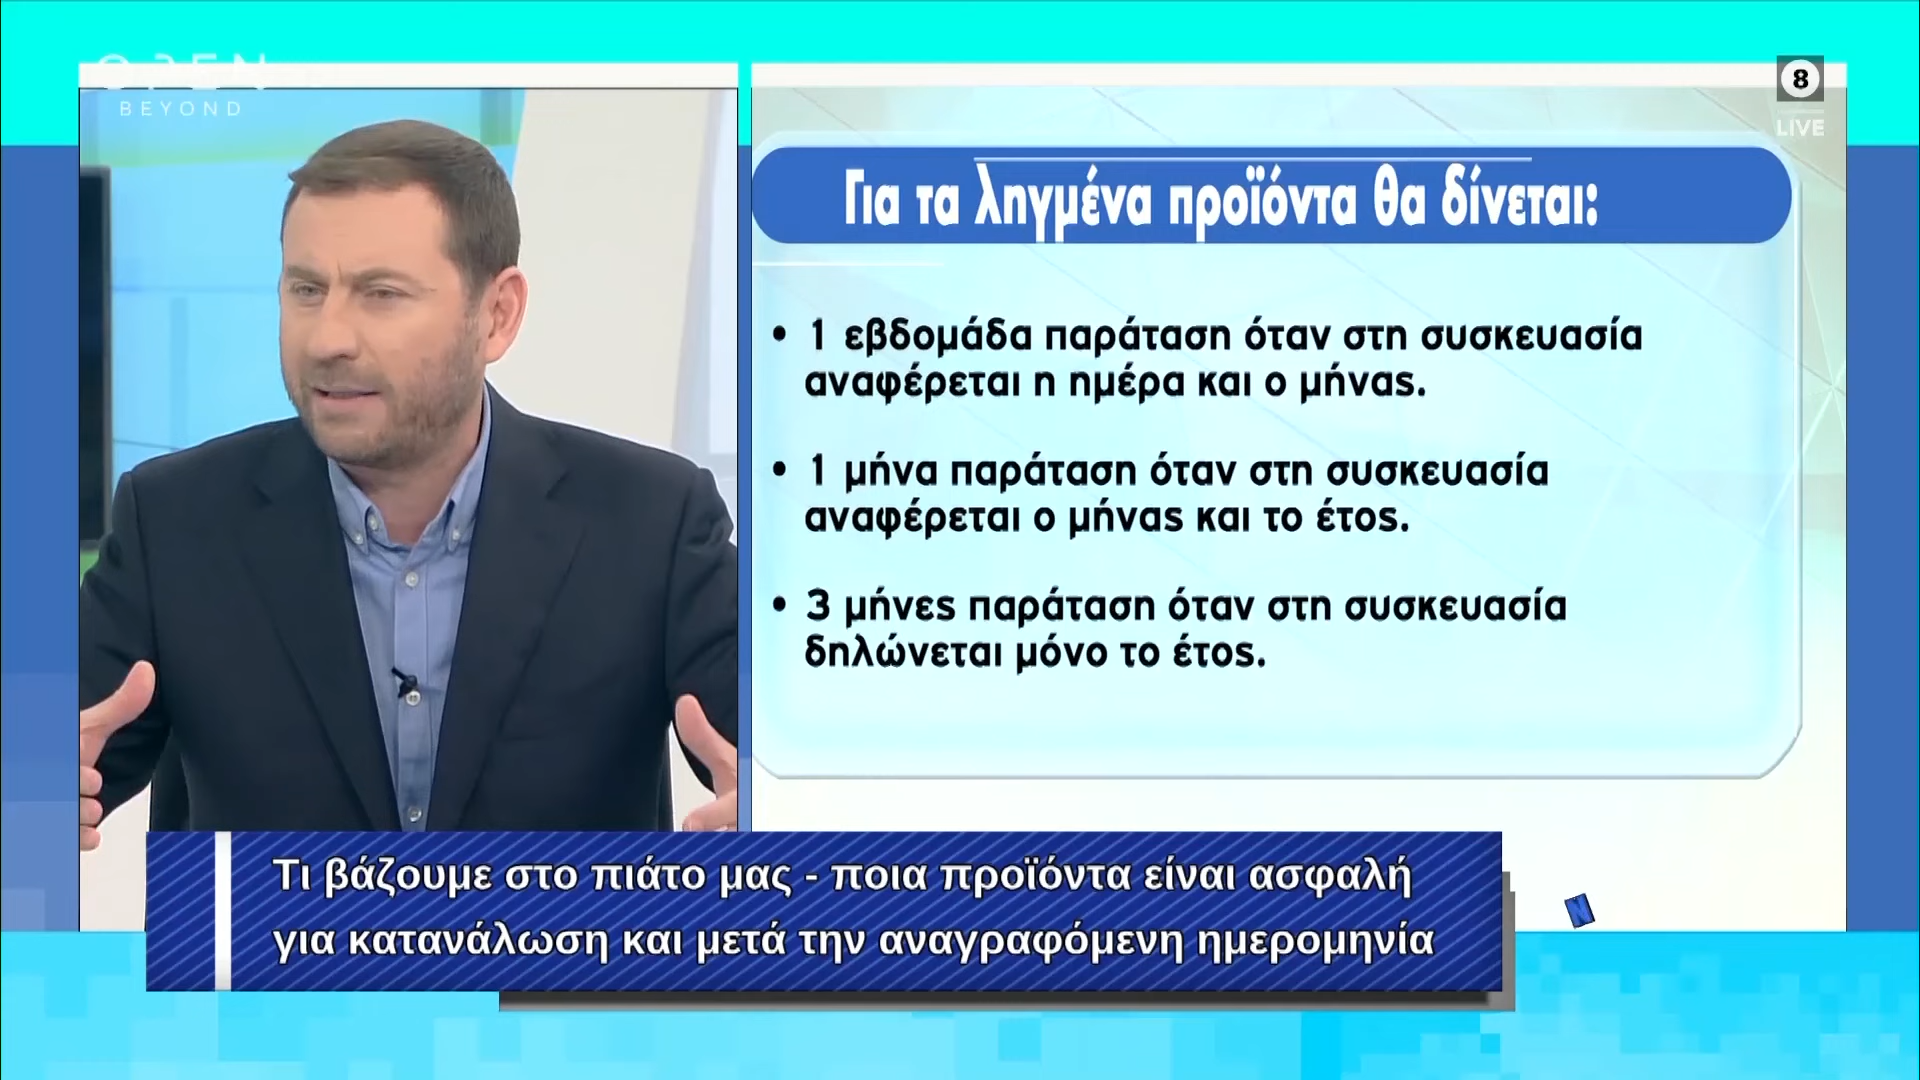 OPEN
BEYOND
8
LIVE
Για τα ληγμένα προϊόντα θα δίνεται:
• 1 εβδομάδα παράταση όταν στη συσκευασία
αναφέρεται η ημέρα και ο μήνας.
• 1 μήνα παράταση όταν στη συσκευασία
αναφέρεται ο μήνας και το έτος.
• 3 μήνες παράταση όταν στη συσκευασία
δηλώνεται μόνο το έτος.
Τι βάζουμε στο πιάτο μας - ποια προϊόντα είναι ασφαλή
για κατανάλωση και μετά την αναγραφόμενη ημερομηνία
N